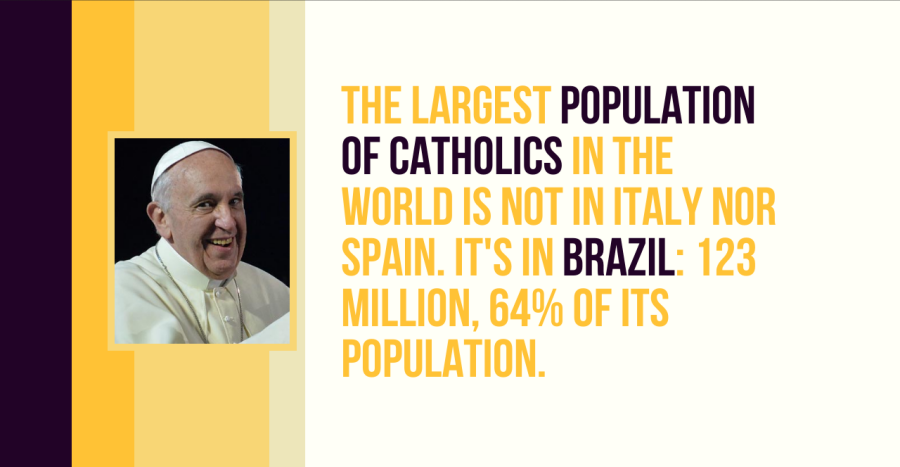 THE LARGEST POPULATION
OF CATHOLICS IN THE
WORLD IS NOT IN ITALY NOR
SPAIN. IT'S IN BRAZIL: 123
MILLION, 64% OF ITS
POPULATION.